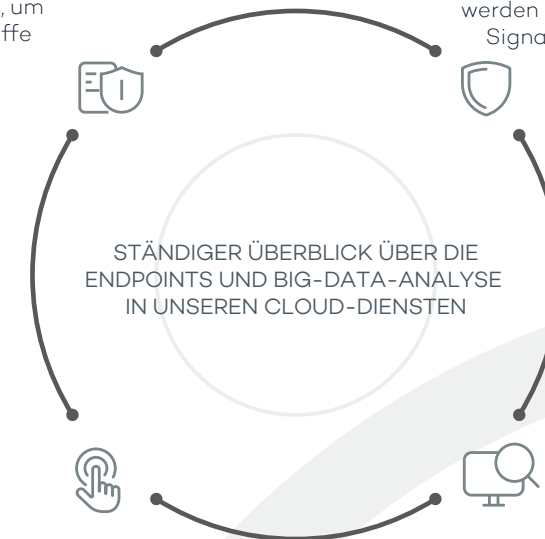 , um
ffe
werden
Signa
STÄNDIGER ÜBERBLICK ÜBER DIE
ENDPOINTS UND BIG-DATA-ANALYSE
IN UNSEREN CLOUD-DIENSTEN